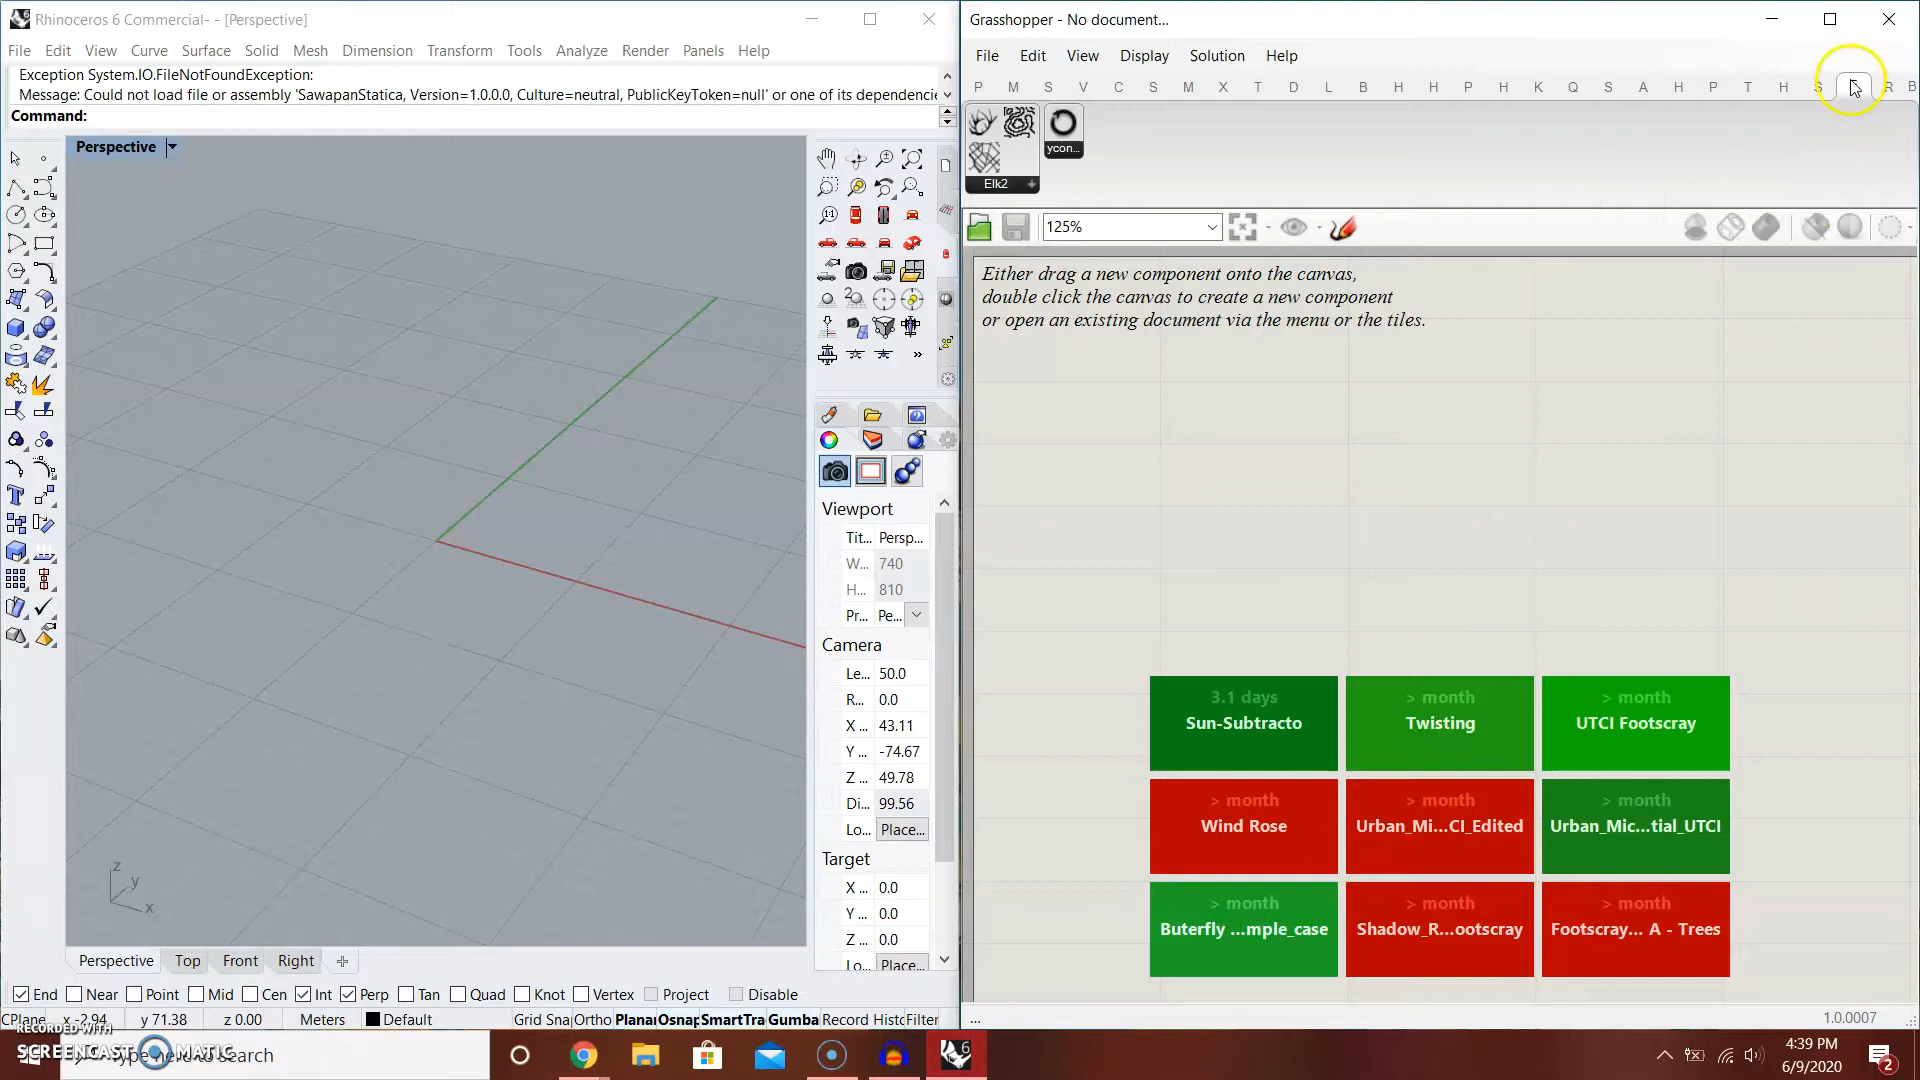 Rhinoceros 6 Commercial- - [Perspective]
File Edit View Curve Surface Solid Mesh Dimension Transform Tools Analyze Render Panels Help
Exception System.IO.FileNotFoundException:
Message: Could not load file or assembly 'SawapanStatica, Version=1.0.0.0, Culture=neutral, PublicKeyToken=null' or one of its dependencie
Command:
Perspective
Viewport
Tit... Persp...
W... 740
H... 810
Pr... Pe...
Camera
Le... 50.0
R... 0.0
X ... 43.11
Y ... -74.67
Z ... 49.78
Di... 99.56
Lo... Place...
Target
X ... 0.0
Y ... 0.0
Z ... 0.0
Lo... Place...
z
y
x
Perspective Top Front Right
End Near Point Mid Cen Int Perp Tan Quad Knot Vertex Project Disable
CPlane x -2.94 y 71.38 z 0.00 Meters Default Grid Sna Ortho Plana Osna SmartTra Gumba Record Histo Filter
Grasshopper - No document...
File Edit View Display Solution Help
P M S V C S X T D L B H H P H K Q S A H P T H S R B
Elk2
ycon...
125%
Either drag a new component onto the canvas,
double click the canvas to create a new component
or open an existing document via the menu or the tiles.
3.1 days
Sun-Subtracto
> month
Twisting
> month
UTCI Footscray
> month
Wind Rose
> month
Urban_Mi...CI_Edited
> month
Urban_Mic...tial_UTCI
> month
Buterfly ...mple_case
> month
Shadow_R...ootscray
> month
Footscray... A - Trees
...
1.0.0007
RECORDED WITH
SCREENCAST MATIC
here to search
4:39 PM
6/9/2020
2